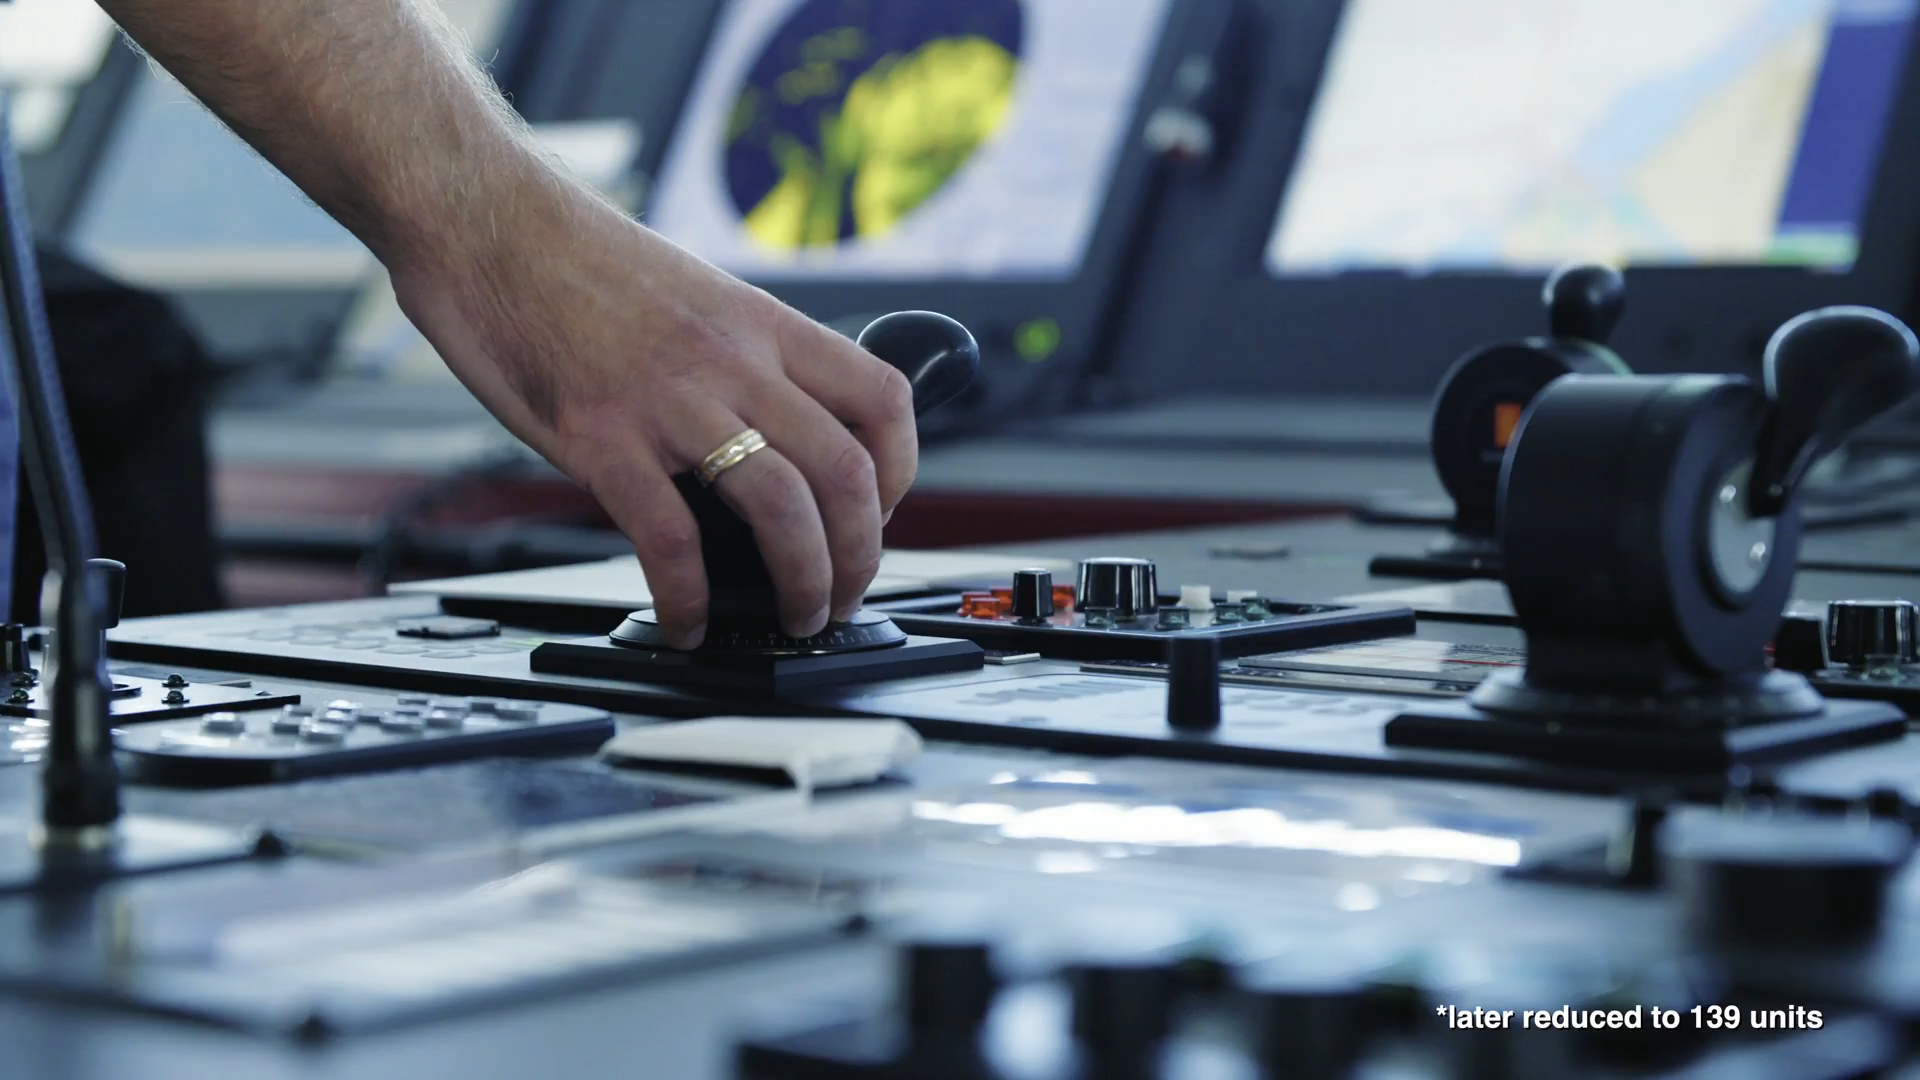 *later reduced to 139 units